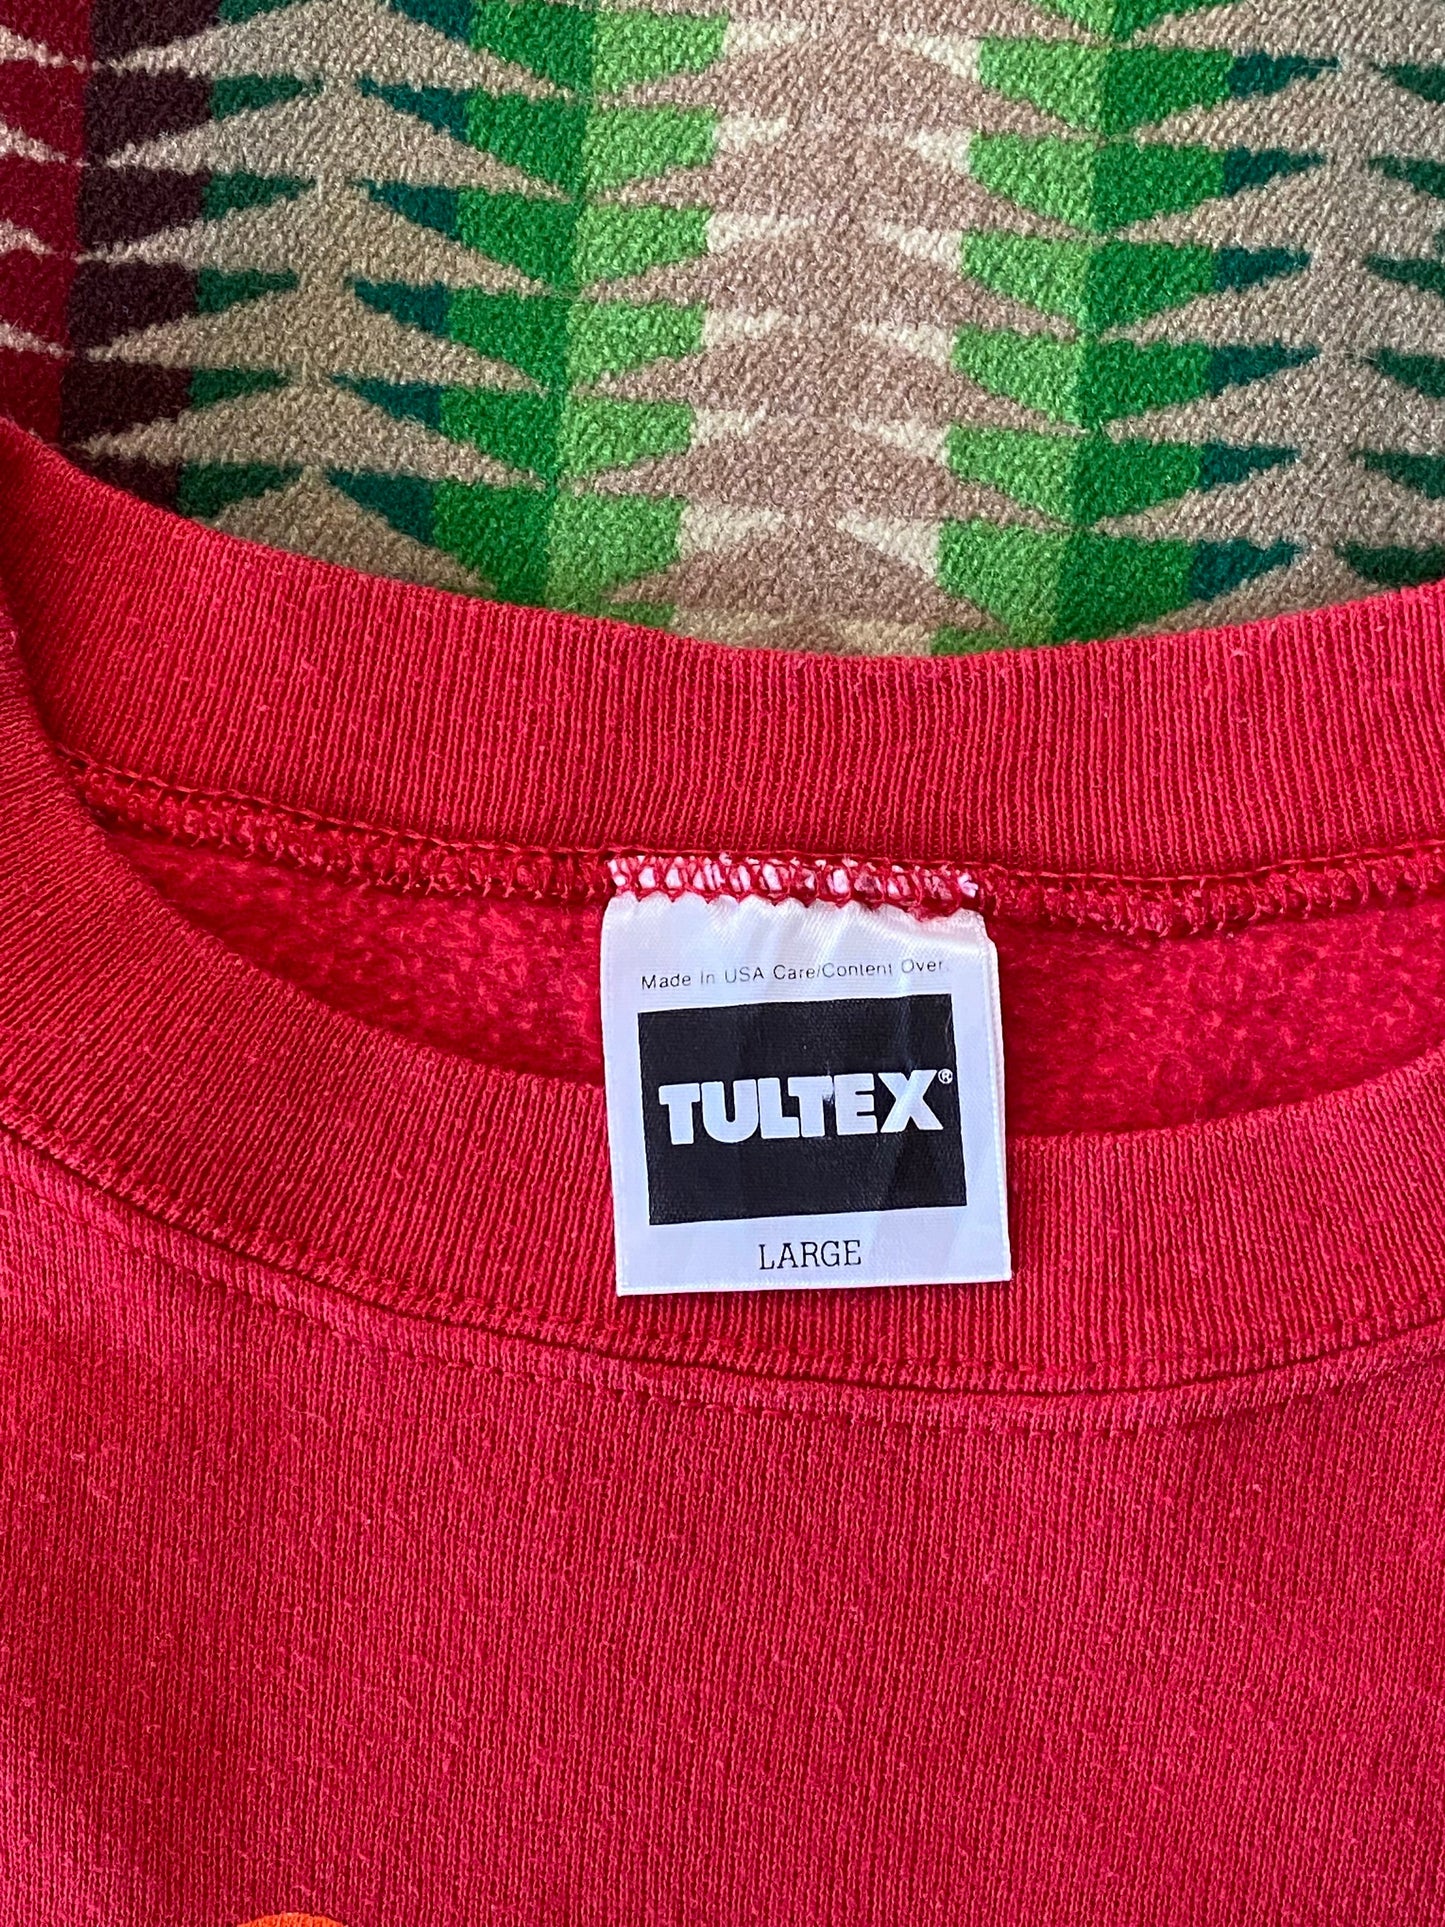 Made In USA Care/Content Over.
TULTEX®
LARGE